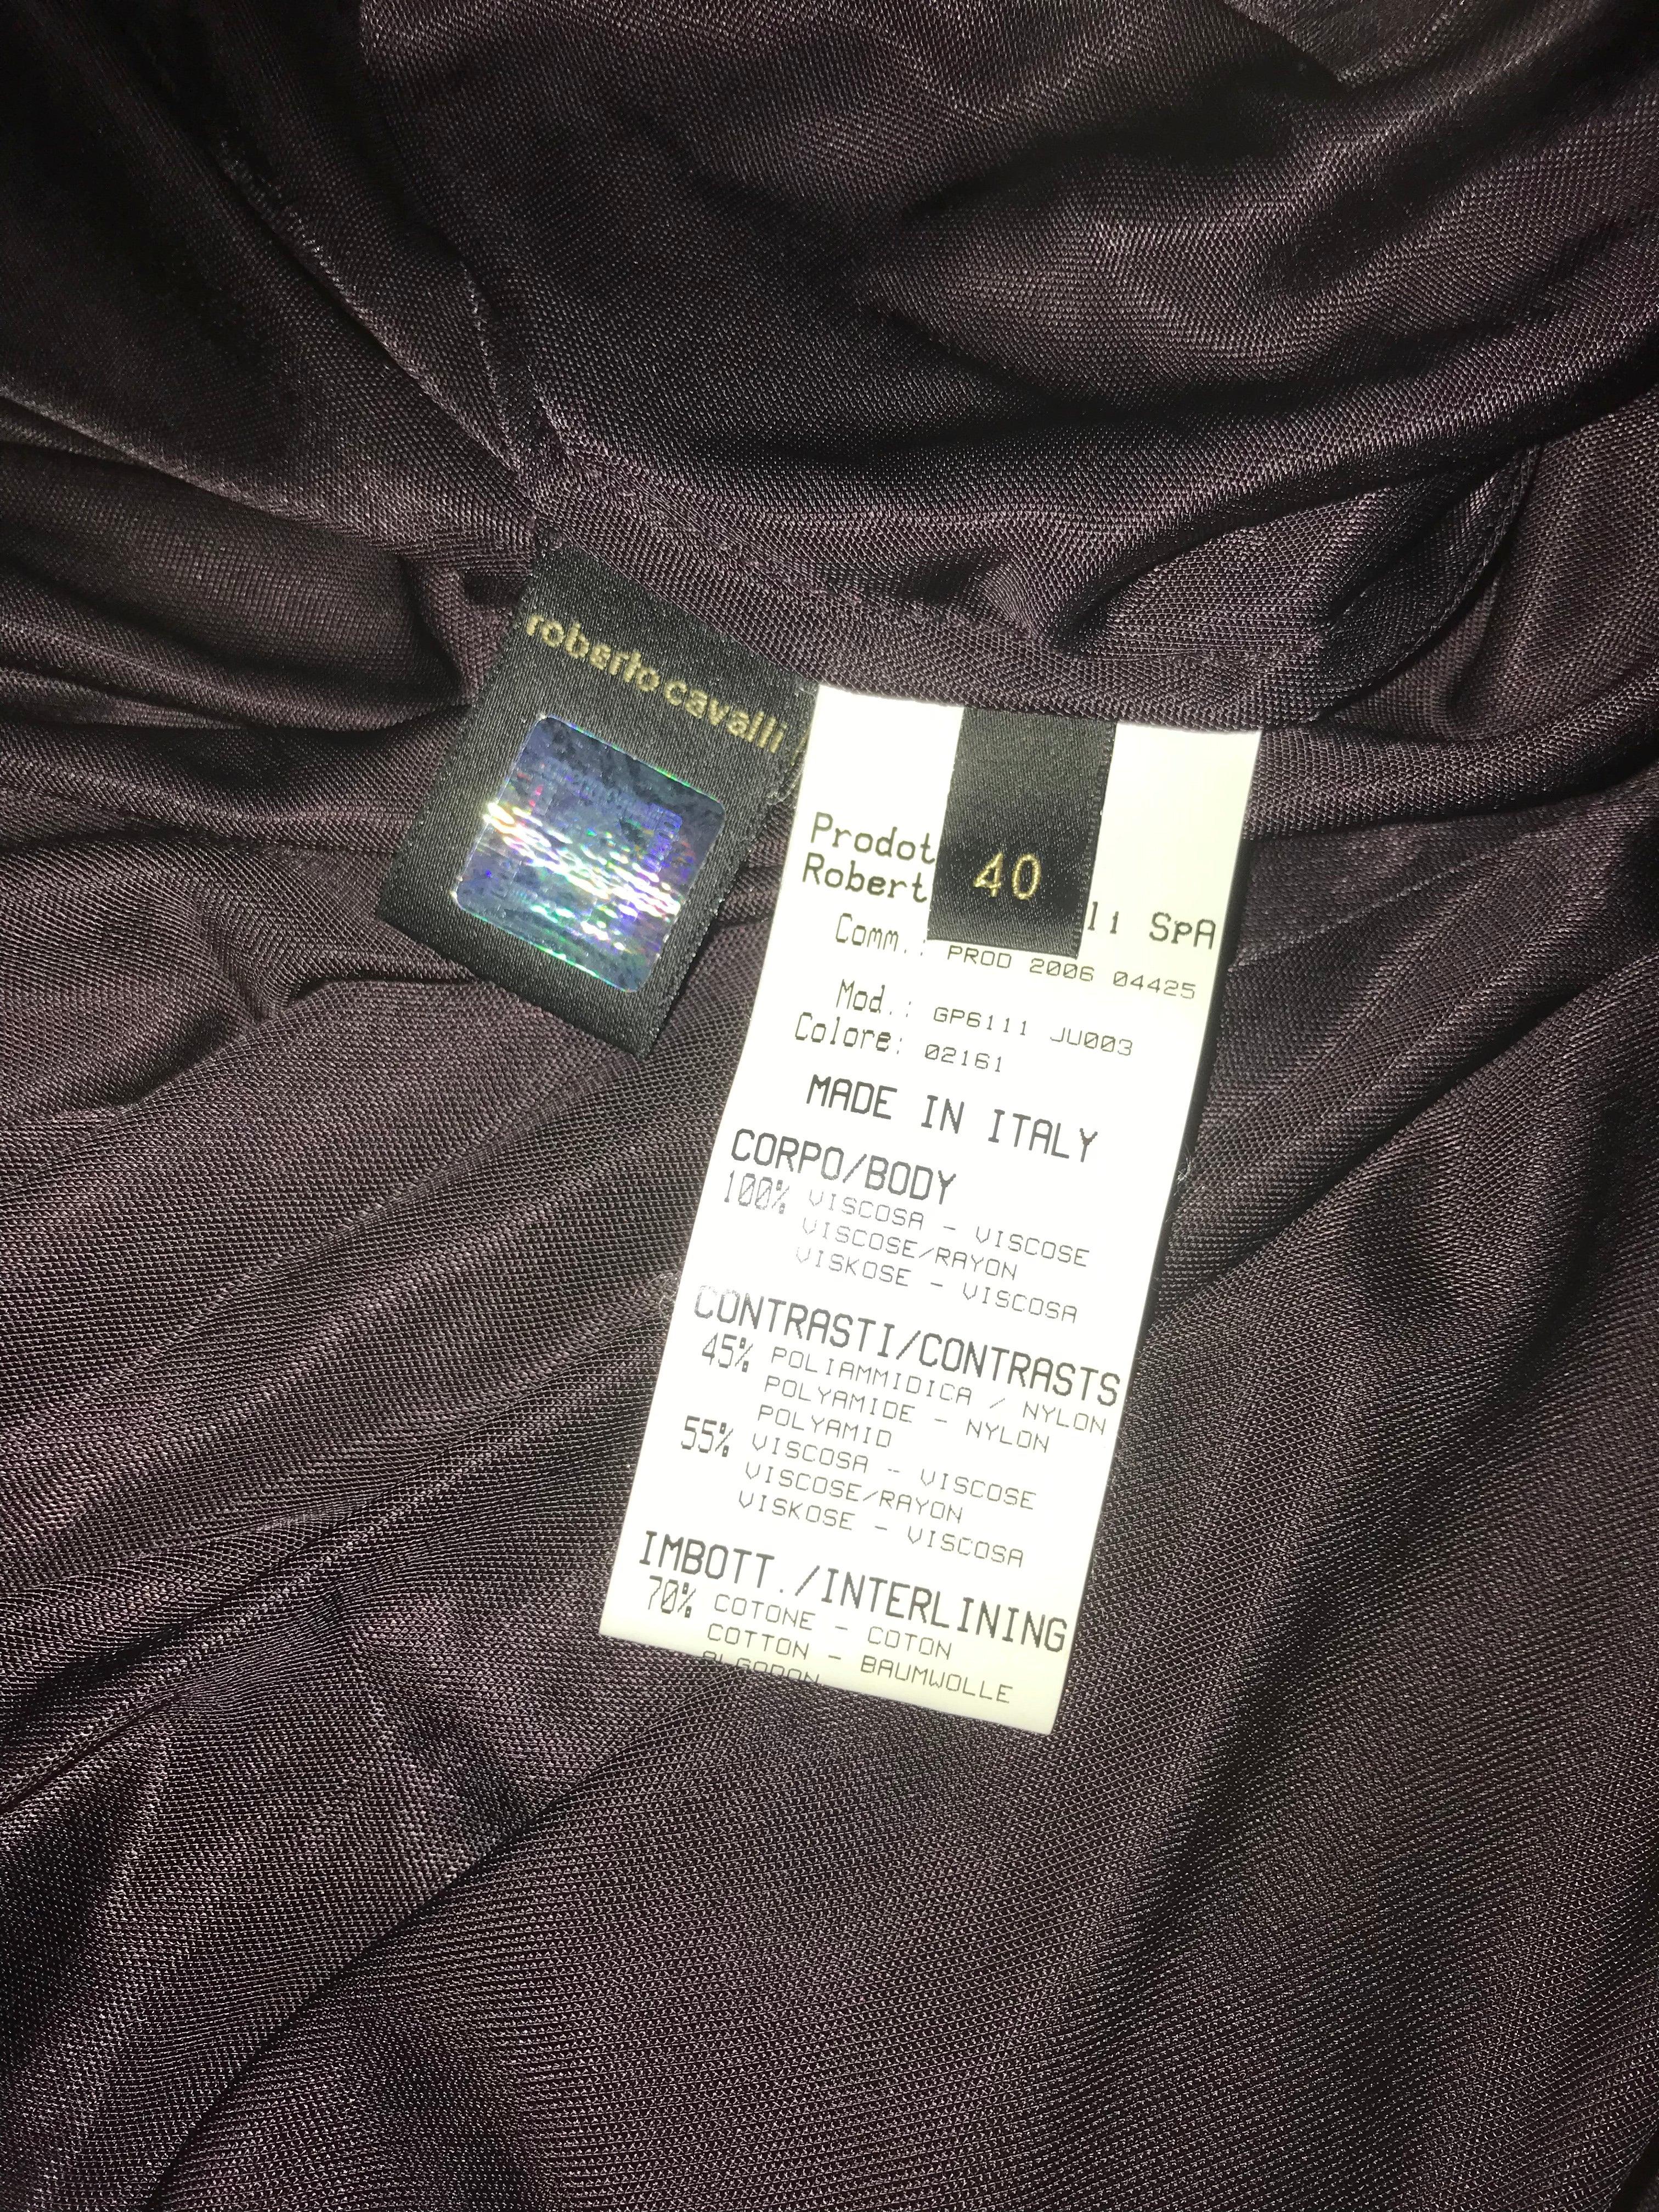 roberto cavalli
40
Prodot
Robert li SpA
Comm.: PROD 2006 04425
Mod.: GP6111 JU003
Colore: 02161
MADE IN ITALY
CORPO/BODY
100% VISCOSA - VISCOSE
VISCOSE/RAYON
VISKOSE - VISCOSA
CONTRASTI/CONTRASTS
45% POLIAMMIDICA / NYLON
POLYAMIDE - NYLON
POLYAMID
55% VISCOSA - VISCOSE
VISCOSE/RAYON
VISKOSE - VISCOSA
IMBOTT./INTERLINING
70% COTONE - COTON
COTTON - BAUMWOLLE
ALGODON